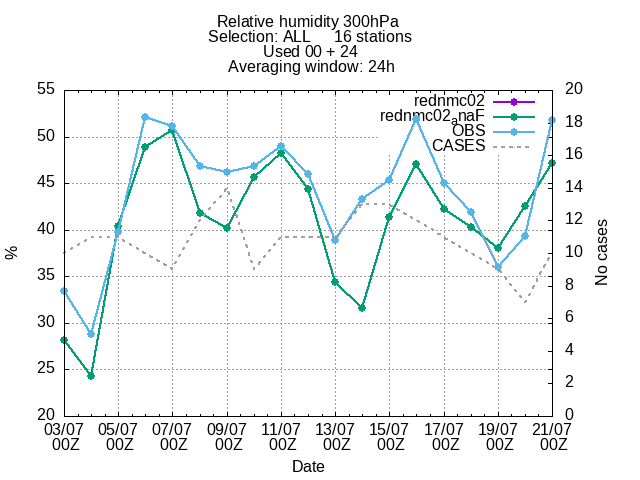 Relative humidity 300hPa
Selection: ALL 16 stations
Used 00 + 24
Averaging window: 24h
rednmc02
rednmc02anaF
OBS
CASES
55
50
45
40
35
30
25
20
%
20
18
16
14
12
10
8
6
4
2
0
No cases
03/07 05/07 07/07 09/07 11/07 13/07 15/07 17/07 19/07 21/07
00Z 00Z 00Z 00Z 00Z 00Z 00Z 00Z 00Z 00Z
Date